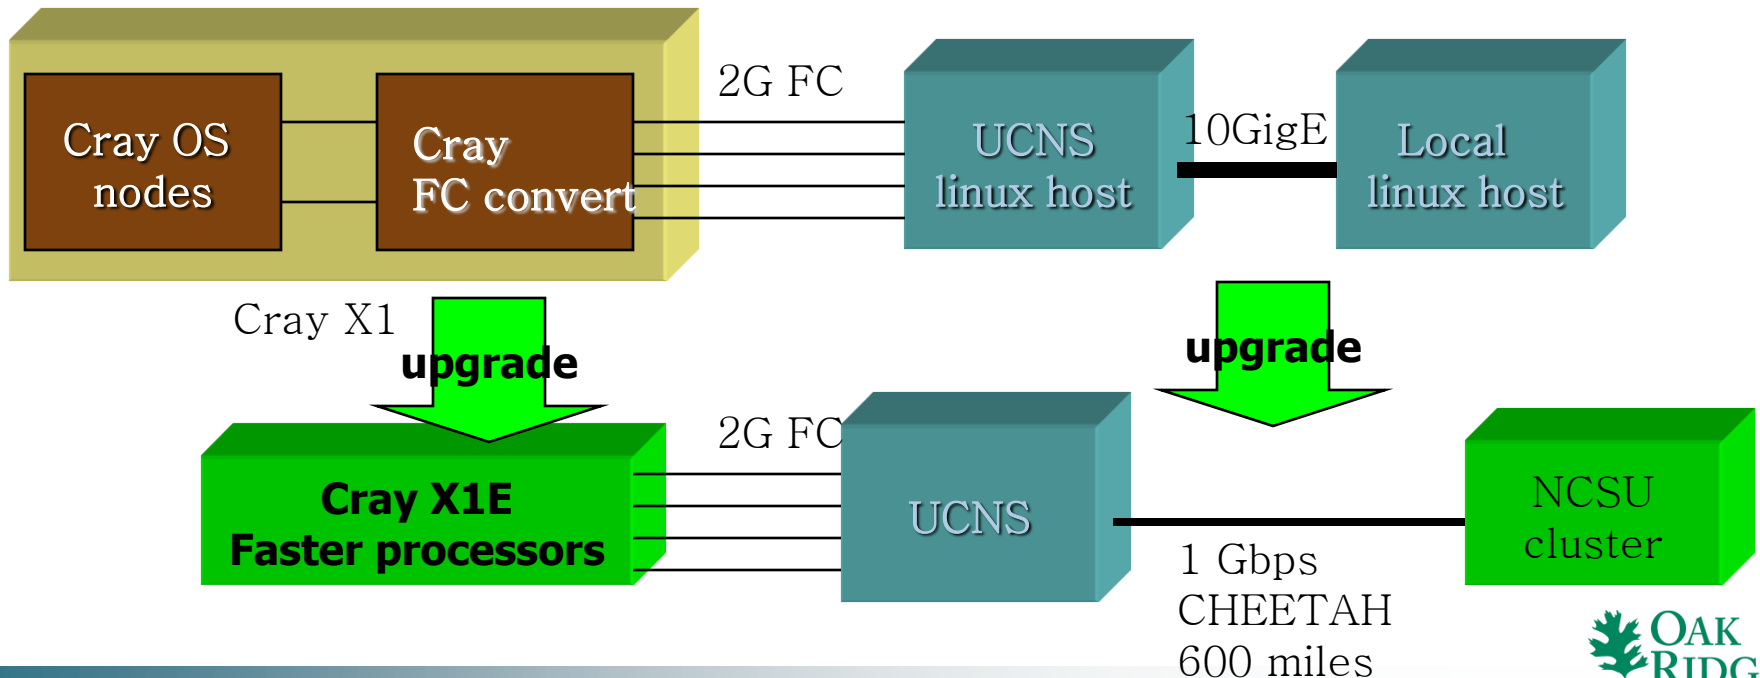 2G FC
Cray OS
nodes
Cray
FC convert
UCNS
linux host
10GigE
Local
linux host
Cray X1
upgrade
upgrade
2G FC
Cray X1E
Faster processors
UCNS
1 Gbps
CHEETAH
600 miles
NCSU
cluster
OAK
RIDG